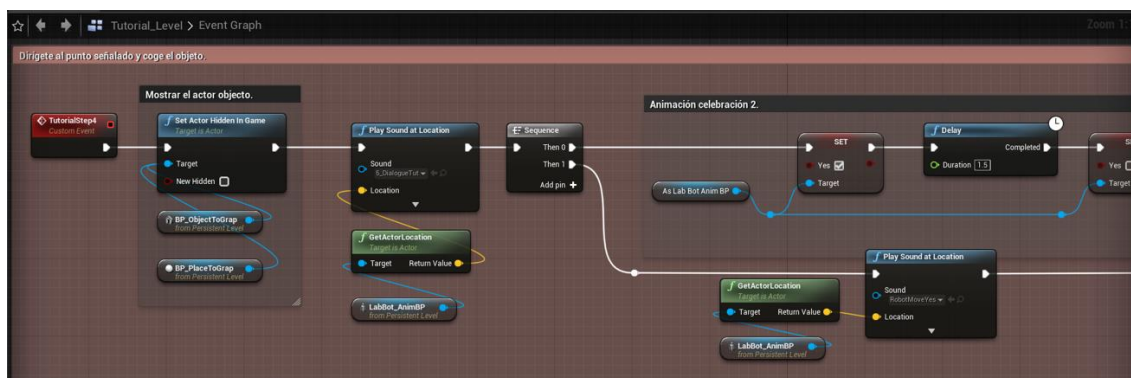 Tutorial_Level > Event Graph
Zoom 1:
Dirigete al punto señalado y coge el objeto.
Mostrar el actor objecto.
TutorialStep4
Custom Event
Set Actor Hidden In Game
Target is Actor
Target
New Hidden
BP_ObjectToGrap
from Persistent Level
BP_PlaceToGrap
from Persistent Level
Play Sound at Location
Sound
S_DialogueTut
Location
GetActorLocation
Target is Actor
Target Return Value
LabBot_AnimBP
from Persistent Level
Sequence
Then 0
Then 1
Add pin +
Animación celebración 2.
As Lab Bot Anim BP
SET
Yes
Target
Delay
Completed
Duration 1.5
Yes
Target
GetActorLocation
Target is Actor
Target Return Value
LabBot_AnimBP
from Persistent Level
Play Sound at Location
Sound
RobotMoveYes
Location